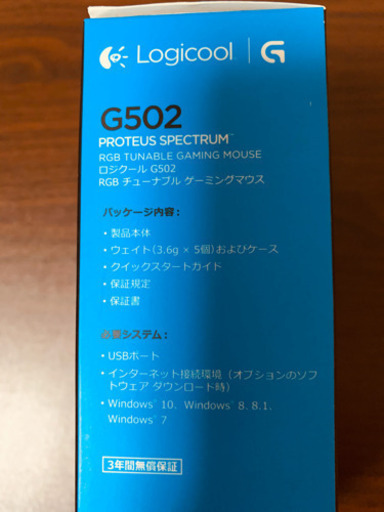 Logicool G
G502
PROTEUS SPECTRUM™
RGB TUNABLE GAMING MOUSE
ロジクール G502
RGB チューナブル ゲーミングマウス
パッケージ内容：
・製品本体
・ウェイト（3.6g × 5個）およびケース
・クイックスタートガイド
・保証規定
・保証書
必要システム：
・USBポート
・インターネット接続環境（オプションのソフ
トウェア ダウンロード時）
・Windows® 10、Windows® 8、8.1、
Windows® 7
3年間無償保証